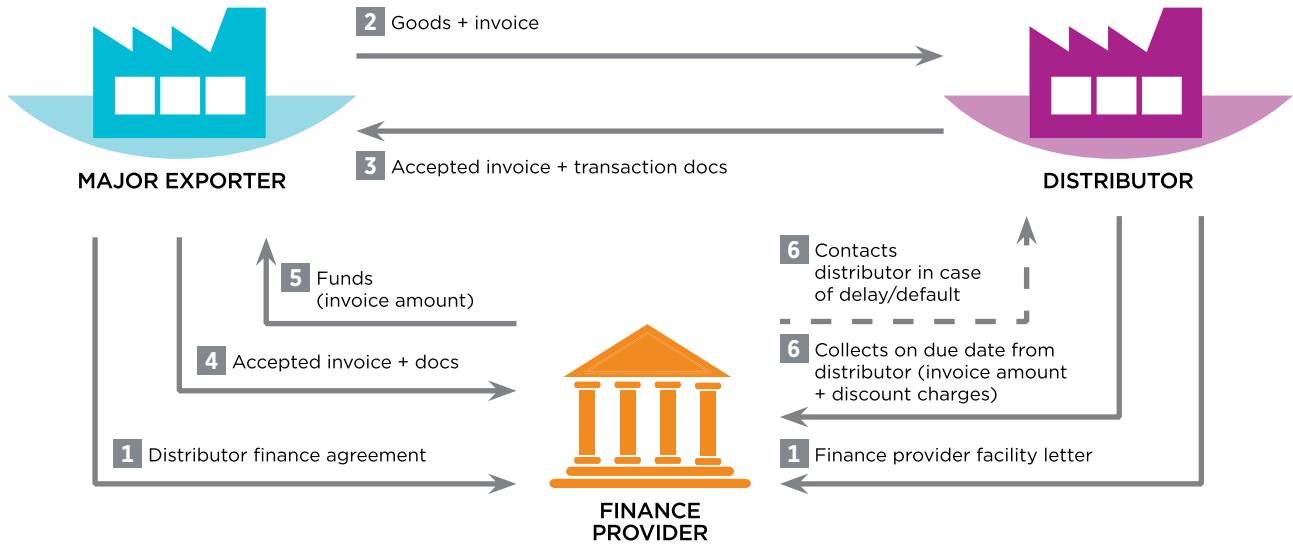 2 Goods + invoice
3 Accepted invoice + transaction docs
MAJOR EXPORTER
DISTRIBUTOR
5 Funds
(invoice amount)
6 Contacts
distributor in case
of delay/default
4 Accepted invoice + docs
6 Collects on due date from
distributor (invoice amount
+ discount charges)
1 Distributor finance agreement
1 Finance provider facility letter
FINANCE
PROVIDER